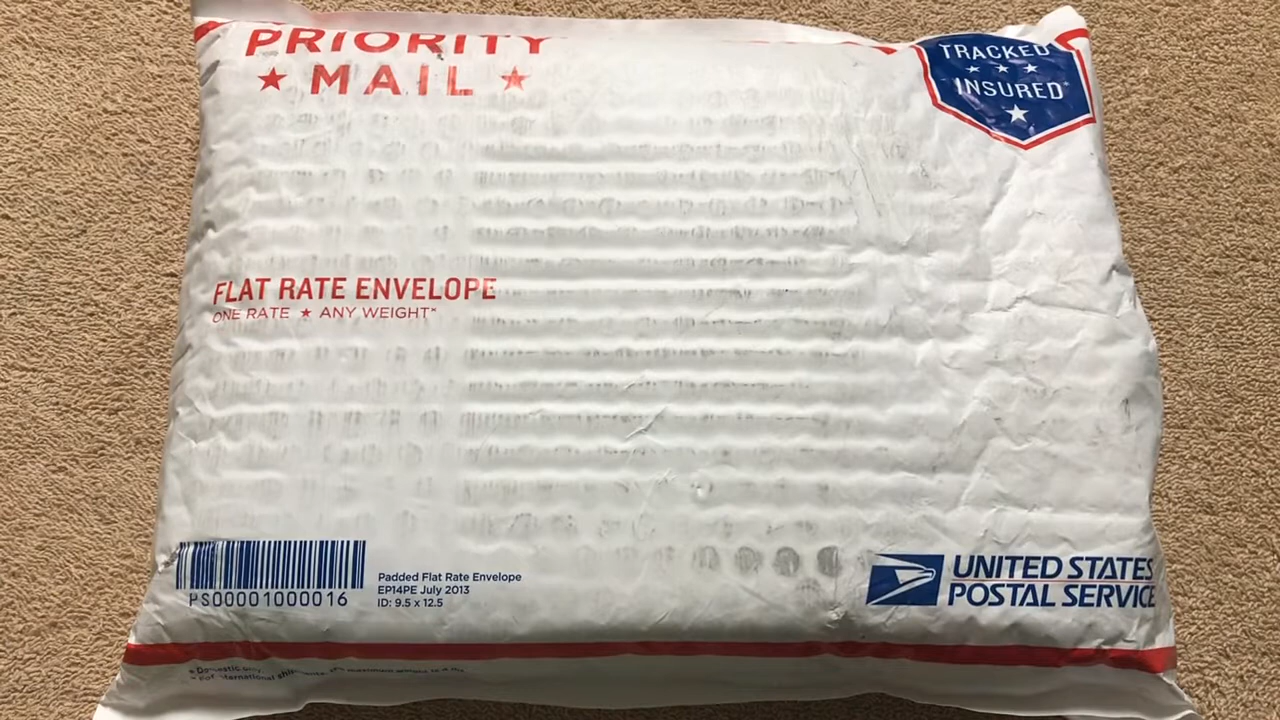 PRIORITY
★ MAIL ★
TRACKED
★ ★ ★
INSURED
★
FLAT RATE ENVELOPE
ONE RATE ★ ANY WEIGHT*
PS00001000016
Padded Flat Rate Envelope
EP14PE July 2013
ID: 9.5 x 12.5
UNITED STATES
POSTAL SERVICE